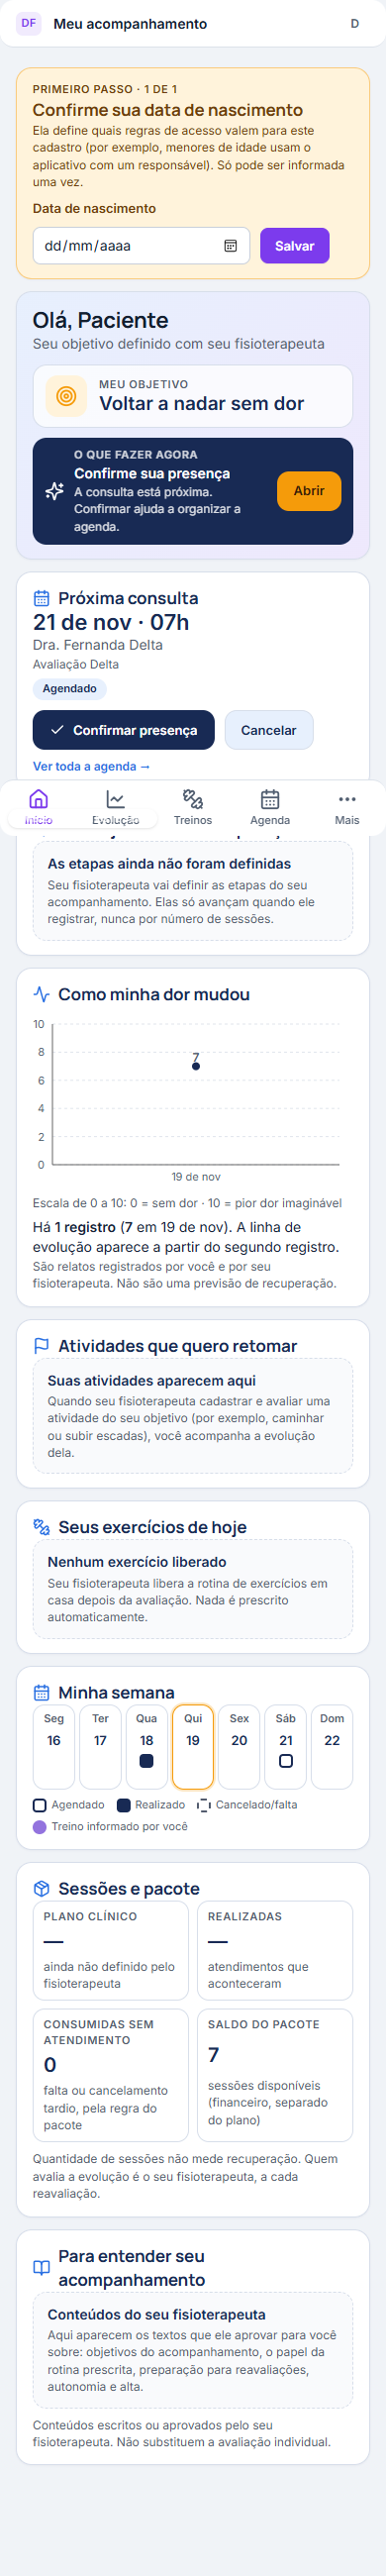 DF Meu acompanhamento D
PRIMEIRO PASSO · 1 DE 1
Confirme sua data de nascimento
Ela define quais regras de acesso valem para este
cadastro (por exemplo, menores de idade usam o
aplicativo com um responsável). Só pode ser informada
uma vez.
Data de nascimento
dd/mm/aaaa
Salvar
Olá, Paciente
Seu objetivo definido com seu fisioterapeuta
MEU OBJETIVO
Voltar a nadar sem dor
O QUE FAZER AGORA
Confirme sua presença
A consulta está próxima.
Confirmar ajuda a organizar a
agenda.
Abrir
Próxima consulta
21 de nov · 07h
Dra. Fernanda Delta
Avaliação Delta
Agendado
Confirmar presença
Cancelar
Ver toda a agenda →
Início Evolução Treinos Agenda Mais
As etapas ainda não foram definidas
Seu fisioterapeuta vai definir as etapas do seu
acompanhamento. Elas só avançam quando ele
registrar, nunca por número de sessões.
Como minha dor mudou
10
8
7
6
4
2
0
19 de nov
Escala de 0 a 10: 0 = sem dor · 10 = pior dor imaginável
Há 1 registro (7 em 19 de nov). A linha de
evolução aparece a partir do segundo registro.
São relatos registrados por você e por seu
fisioterapeuta. Não são uma previsão de recuperação.
Atividades que quero retomar
Suas atividades aparecem aqui
Quando seu fisioterapeuta cadastrar e avaliar uma
atividade do seu objetivo (por exemplo, caminhar
ou subir escadas), você acompanha a evolução
dela.
Seus exercícios de hoje
Nenhum exercício liberado
Seu fisioterapeuta libera a rotina de exercícios em
casa depois da avaliação. Nada é prescrito
automaticamente.
Minha semana
Seg Ter Qua Qui Sex Sáb Dom
16 17 18 19 20 21 22
Agendado Realizado Cancelado/falta
Treino informado por você
Sessões e pacote
PLANO CLÍNICO
—
ainda não definido pelo
fisioterapeuta
REALIZADAS
—
atendimentos que
aconteceram
CONSUMIDAS SEM
ATENDIMENTO
0
falta ou cancelamento
tardio, pela regra do
pacote
SALDO DO PACOTE
7
sessões disponíveis
(financeiro, separado
do plano)
Quantidade de sessões não mede recuperação. Quem
avalia a evolução é o seu fisioterapeuta, a cada
reavaliação.
Para entender seu
acompanhamento
Conteúdos do seu fisioterapeuta
Aqui aparecem os textos que ele aprovar para você
sobre: objetivos do acompanhamento, o papel da
rotina prescrita, preparação para reavaliações,
autonomia e alta.
Conteúdos escritos ou aprovados pelo seu
fisioterapeuta. Não substituem a avaliação individual.